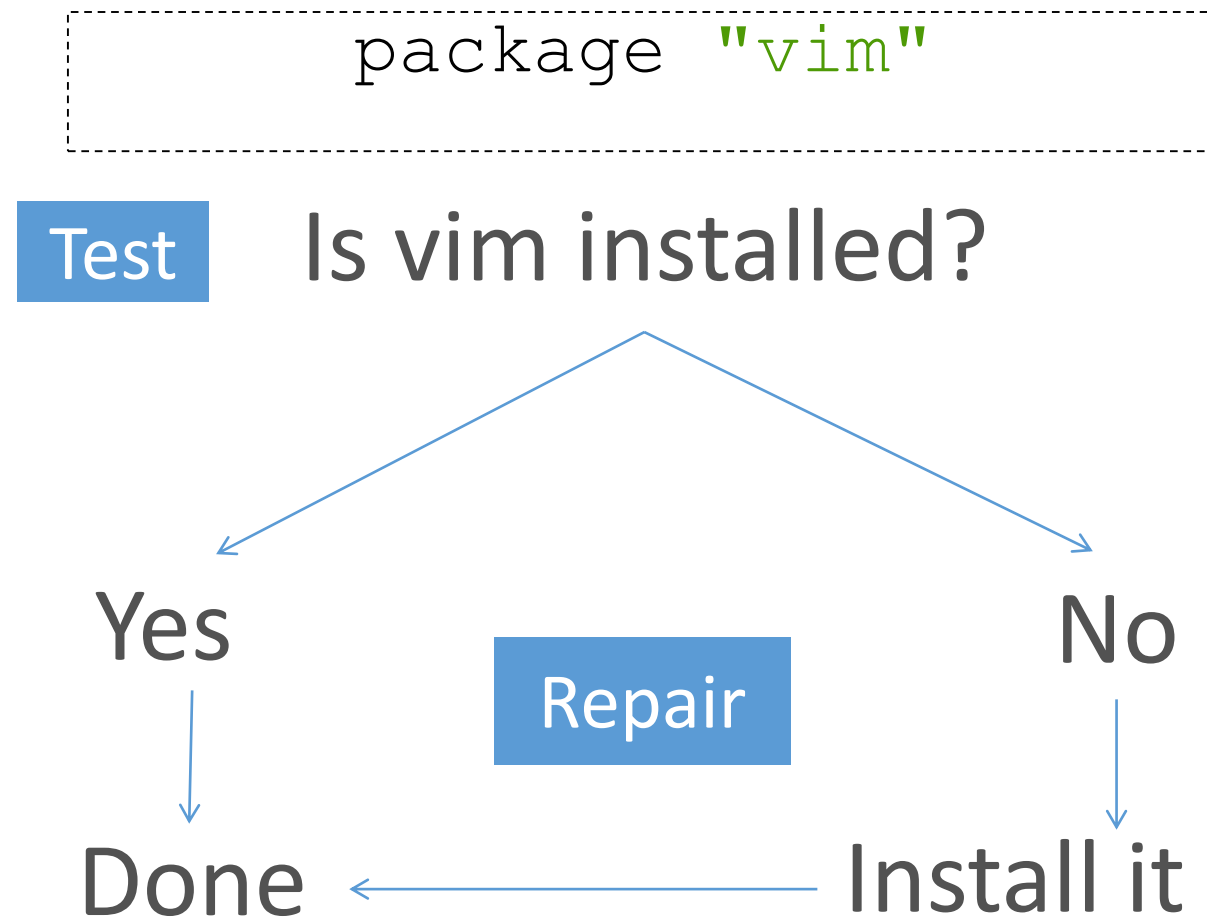 package "vim"
Test
Is vim installed?
Yes
No
Repair
Done
Install it